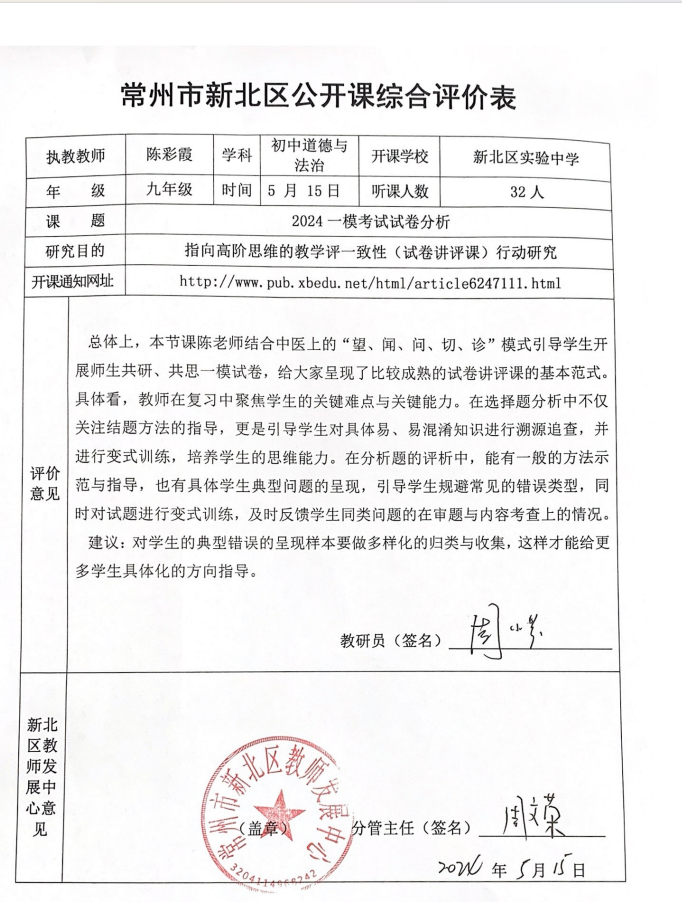 常州市新北区公开课综合评价表
执教教师 陈彩霞 学科 初中道德与法治 开课学校 新北区实验中学
年级 九年级 时间 5 月 15日 听课人数 32 人
课题 2024 一模考试试卷分析
研究目的 指向高阶思维的教学评一致性（试卷讲评课）行动研究
开课通知网址 http://www.pub.xbedu.net/html/article6247111.html
评价意见
总体上，本节课陈老师结合中医上的“望、闻、问、切、诊”模式引导学生开
展师生共研、共思一模试卷，给大家呈现了比较成熟的试卷讲评课的基本范式。
具体看，教师在复习中聚焦学生的关键难点与关键能力。在选择题分析中不仅
关注结题方法的指导，更是引导学生对具体易、易混淆知识进行溯源追查，并
进行变式训练，培养学生的思维能力。在分析题的评析中，能有一般的方法示
范与指导，也有具体学生典型问题的呈现，引导学生规避常见的错误类型，同
时对试题进行变式训练，及时反馈学生同类问题的在审题与内容考查上的情况。
建议：对学生的典型错误的呈现样本要做多样化的归类与收集，这样才能给更
多学生具体化的方向指导。
教研员（签名）
新北区教师发展中心意见
常州市新北区教师发展中心
（盖章）
分管主任（签名）
2024 年 5月15日